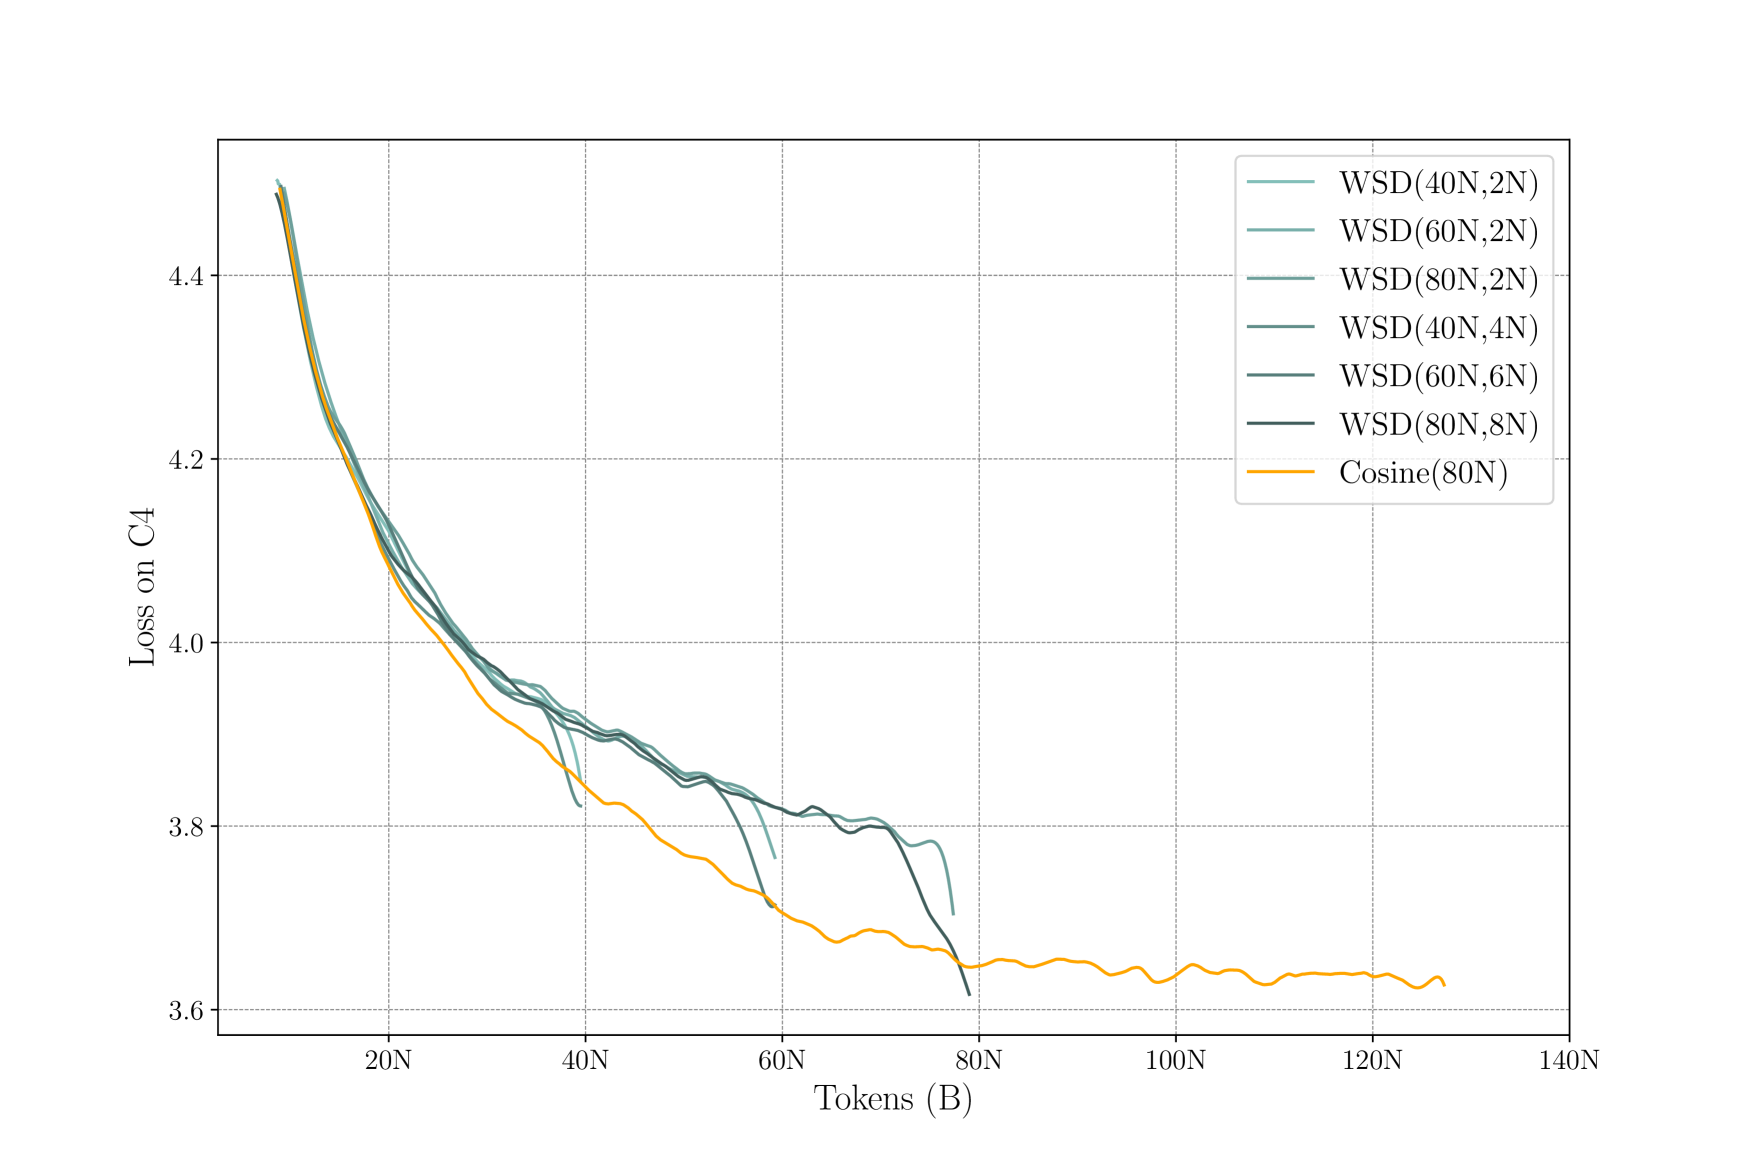 WSD(40N,2N)
WSD(60N,2N)
WSD(80N,2N)
WSD(40N,4N)
WSD(60N,6N)
WSD(80N,8N)
Cosine(80N)
Loss on C4
4.4
4.2
4.0
3.8
3.6
20N 40N 60N 80N 100N 120N 140N
Tokens (B)